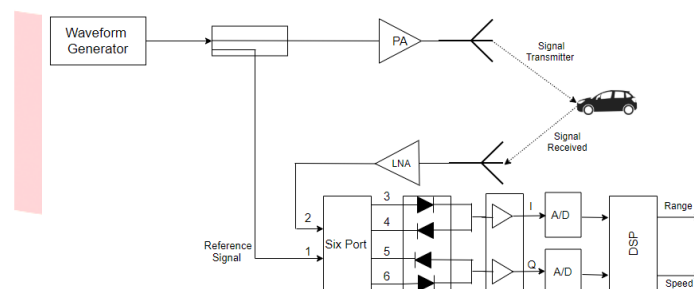 Waveform
Generator
PA
Signal
Transmitter
Signal
Received
LNA
2
1
Reference
Signal
Six Port
3
4
5
6
I
Q
A/D
A/D
DSP
Range
Speed